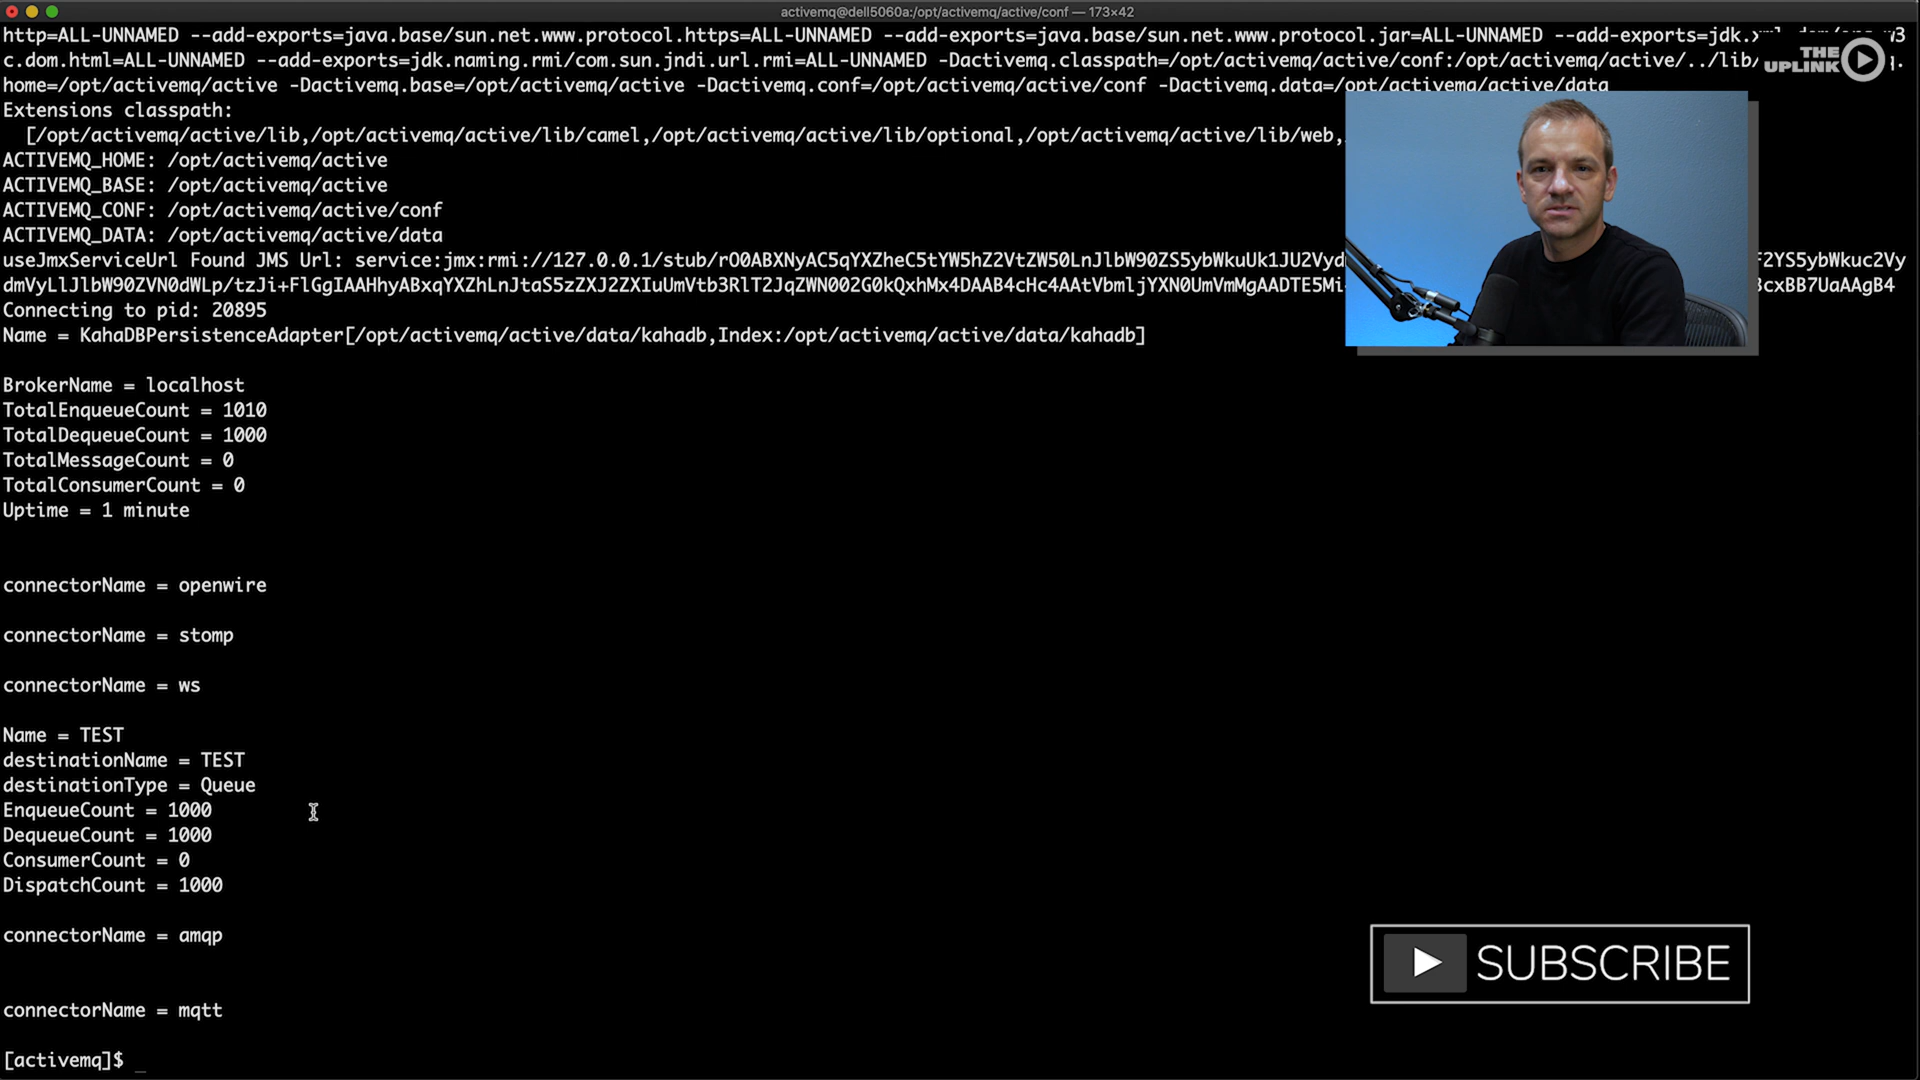 activemq@dell5060a:/opt/activemq/active/conf — 173×42
http=ALL-UNNAMED --add-exports=java.base/sun.net.www.protocol.https=ALL-UNNAMED --add-exports=java.base/sun.net.www.protocol.jar=ALL-UNNAMED --add-exports=jdk.xml.dom/org.w3
c.dom.html=ALL-UNNAMED --add-exports=jdk.naming.rmi/com.sun.jndi.url.rmi=ALL-UNNAMED -Dactivemq.classpath=/opt/activemq/active/conf:/opt/activemq/active/../lib/
THE
UPLINK
home=/opt/activemq/active -Dactivemq.base=/opt/activemq/active -Dactivemq.conf=/opt/activemq/active/conf -Dactivemq.data=/opt/activemq/active/data
Extensions classpath:
[/opt/activemq/active/lib,/opt/activemq/active/lib/camel,/opt/activemq/active/lib/optional,/opt/activemq/active/lib/web,
ACTIVEMQ_HOME: /opt/activemq/active
ACTIVEMQ_BASE: /opt/activemq/active
ACTIVEMQ_CONF: /opt/activemq/active/conf
ACTIVEMQ_DATA: /opt/activemq/active/data
useJmxServiceUrl Found JMS Url: service:jmx:rmi://127.0.0.1/stub/rO0ABXNyAC5qYXZheC5tYW5hZ2VtZW50LnJlbW90ZS5ybWkuUk1JU2Vyd F2YS5ybWkuc2Vy
dmVyLlJlbW90ZVN0dWLp/tzJi+FlGgIAAHhyABxqYXZhLnJtaS5zZXJ2ZXIuUmVtb3RlT2JqZWN002G0kQxhMx4DAAB4cHc4AAtVbmljYXN0UmVmMgAADTE5Mi 3cxBB7UaAAgB4
Connecting to pid: 20895
Name = KahaDBPersistenceAdapter[/opt/activemq/active/data/kahadb,Index:/opt/activemq/active/data/kahadb]
BrokerName = localhost
TotalEnqueueCount = 1010
TotalDequeueCount = 1000
TotalMessageCount = 0
TotalConsumerCount = 0
Uptime = 1 minute
connectorName = openwire
connectorName = stomp
connectorName = ws
Name = TEST
destinationName = TEST
destinationType = Queue
EnqueueCount = 1000
DequeueCount = 1000
ConsumerCount = 0
DispatchCount = 1000
connectorName = amqp
SUBSCRIBE
connectorName = mqtt
[activemq]$ _